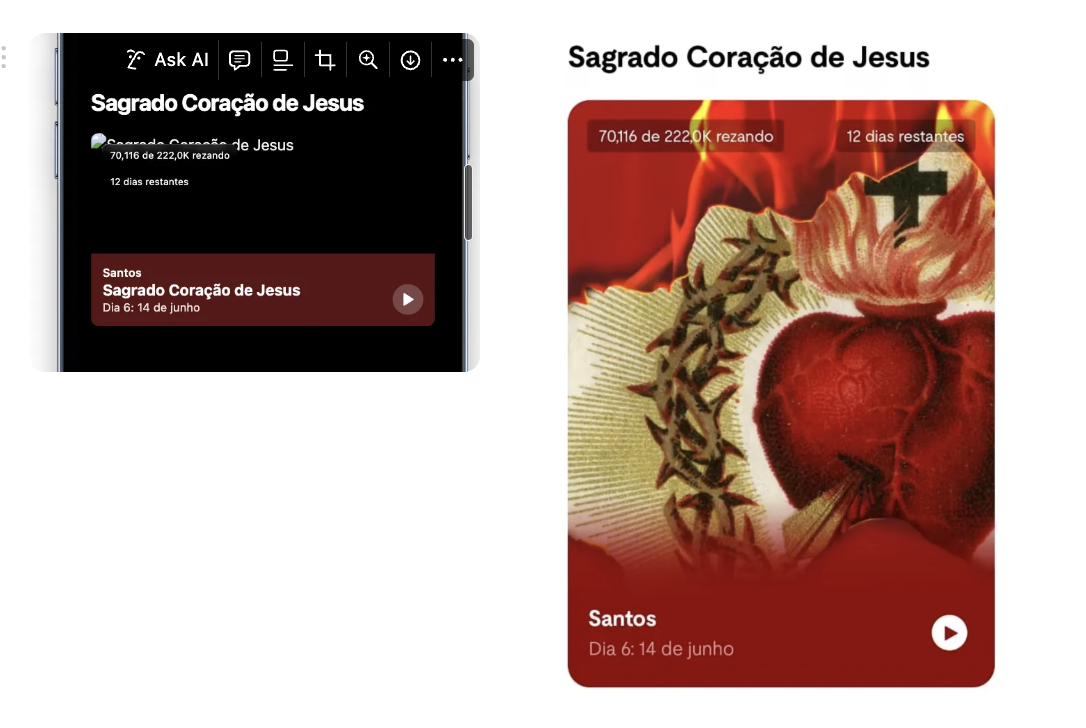 Ask AI
Sagrado Coração de Jesus
Sagrado Coração de Jesus
70,116 de 222,0K rezando
12 dias restantes
Santos
Sagrado Coração de Jesus
Dia 6: 14 de junho
Sagrado Coração de Jesus
70,116 de 222,0K rezando
12 dias restantes
Santos
Dia 6: 14 de junho